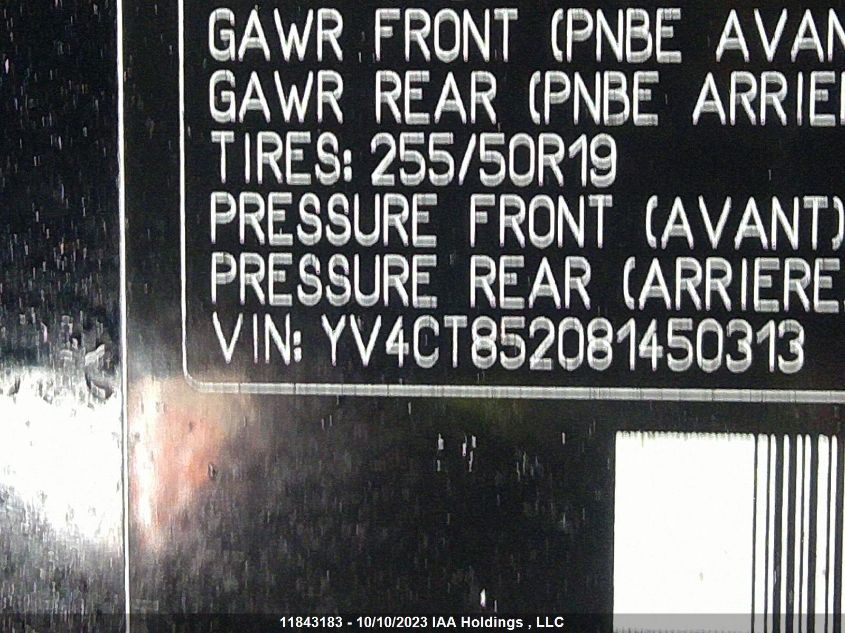 GAWR FRONT (PNBE AVAN
GAWR REAR (PNBE ARRIE
TIRES: 255/50R19
PRESSURE FRONT (AVANT)
PRESSURE REAR (ARRIERE
VIN: YV4CT852081450313
11843183 - 10/10/2023 IAA Holdings , LLC